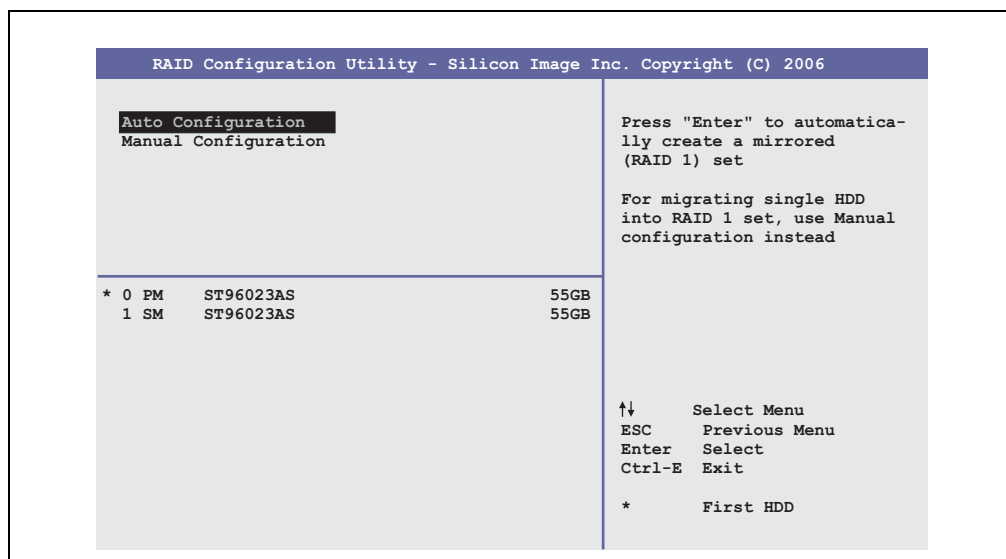 RAID Configuration Utility - Silicon Image Inc. Copyright (C) 2006
Auto Configuration
Manual Configuration
* 0 PM ST96023AS 55GB
1 SM ST96023AS 55GB
Press "Enter" to automatica-
lly create a mirrored
(RAID 1) set
For migrating single HDD
into RAID 1 set, use Manual
configuration instead
↑↓ Select Menu
ESC Previous Menu
Enter Select
Ctrl-E Exit
* First HDD